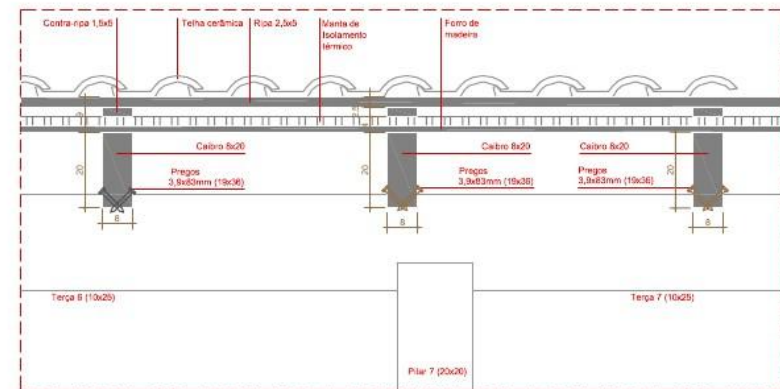 Contra-ripa 1,5x5
Telha cerâmica
Ripa 2,5x5
Manta de
Isolamento
térmico
Forro de
madeira
20
Caibro 8x20
Pregos
3,9x83mm (19x36)
8
20
Caibro 8x20
Pregos
3,9x83mm (19x36)
8
Caibro 8x20
Pregos
3,9x83mm (19x36)
20
8
Terça 6 (10x25)
Terça 7 (10x25)
Pilar 7 (20x20)